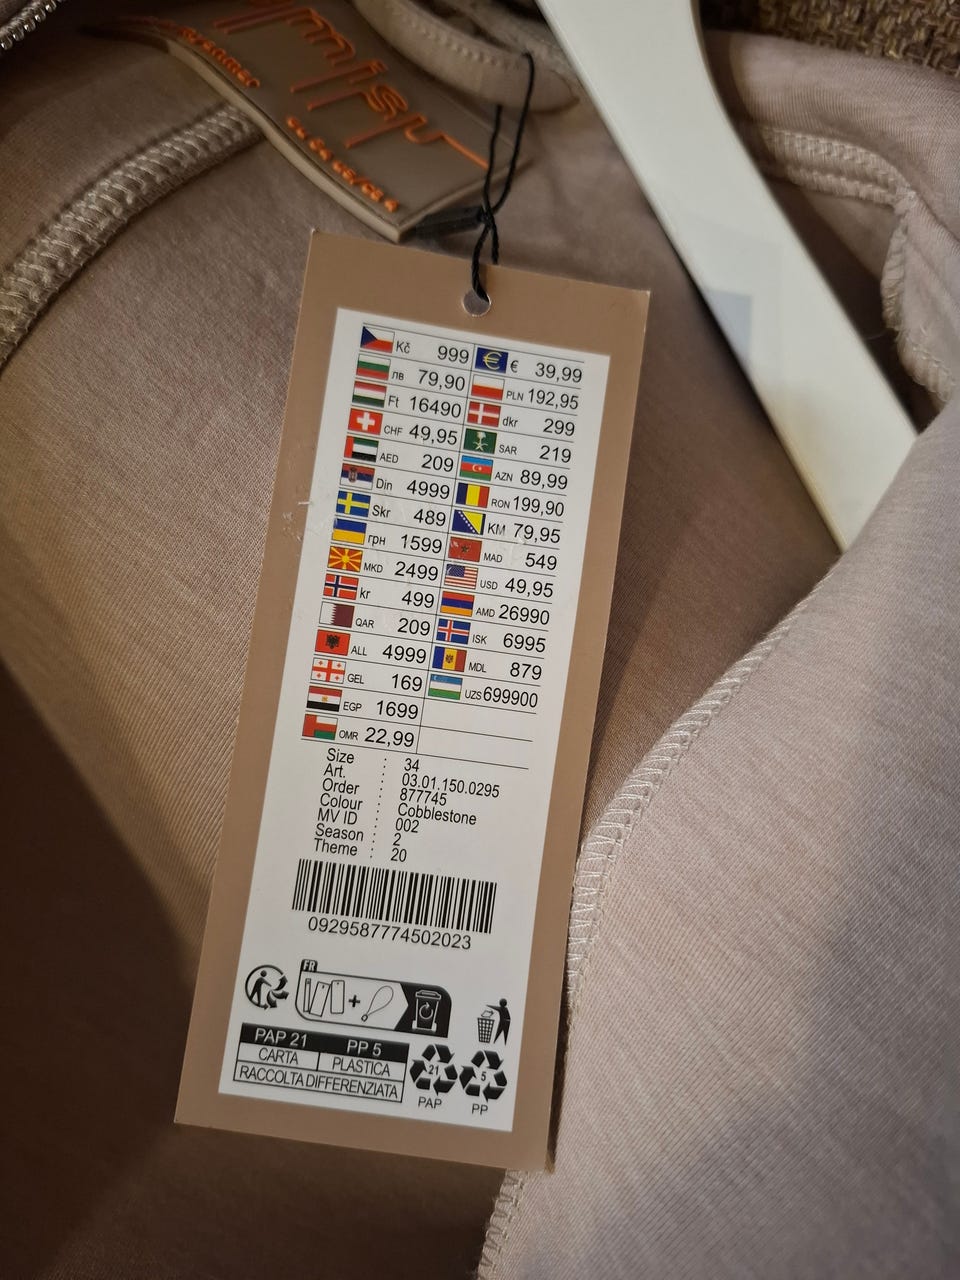 Kč 999 € 39,99
лв 79,90 PLN 192,95
Ft 16490 dkr 299
CHF 49,95 SAR 219
AED 209 AZN 89,99
Din 4999 RON 199,90
Skr 489 KM 79,95
грн 1599 MAD 549
MKD 2499 USD 49,95
kr 499 AMD 26990
QAR 209 ISK 6995
ALL 4999 MDL 879
GEL 169 UZS 699900
EGP 1699
OMR 22,99
Size : 34
Art. : 03.01.150.0295
Order : 877745
Colour : Cobblestone
MV ID : 002
Season : 2
Theme : 20
0929587774502023
FR
+
PAP 21 PP 5
CARTA PLASTICA
RACCOLTA DIFFERENZIATA
21 5
PAP PP